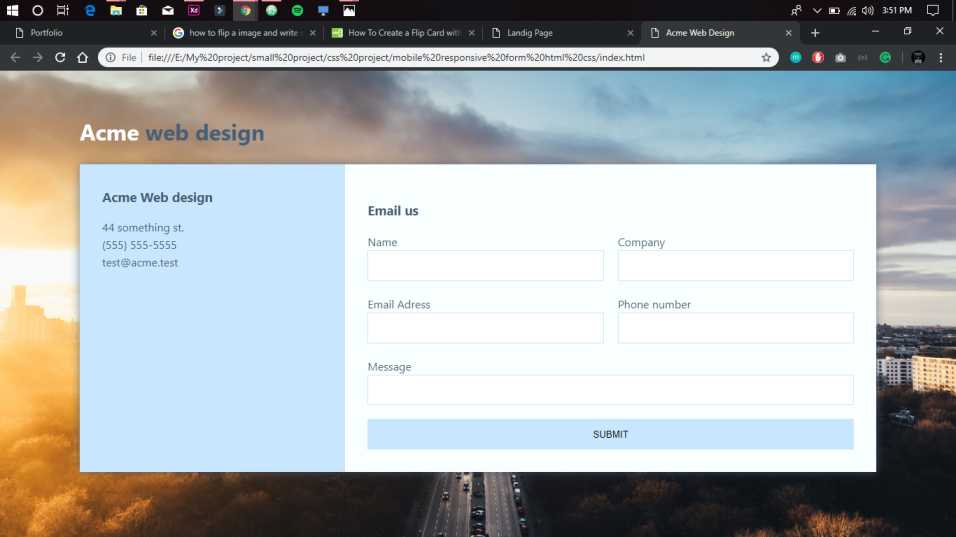 3:51 PM
Portfolio
how to flip a image and write
How To Create a Flip Card with
Landig Page
Acme Web Design
File
file:///E:/My%20project/small%20project/css%20project/mobile%20responsive%20form%20html%20css/index.html
Acme web design
Acme Web design
44 something st.
(555) 555-5555
test@acme.test
Email us
Name
Company
Email Adress
Phone number
Message
SUBMIT